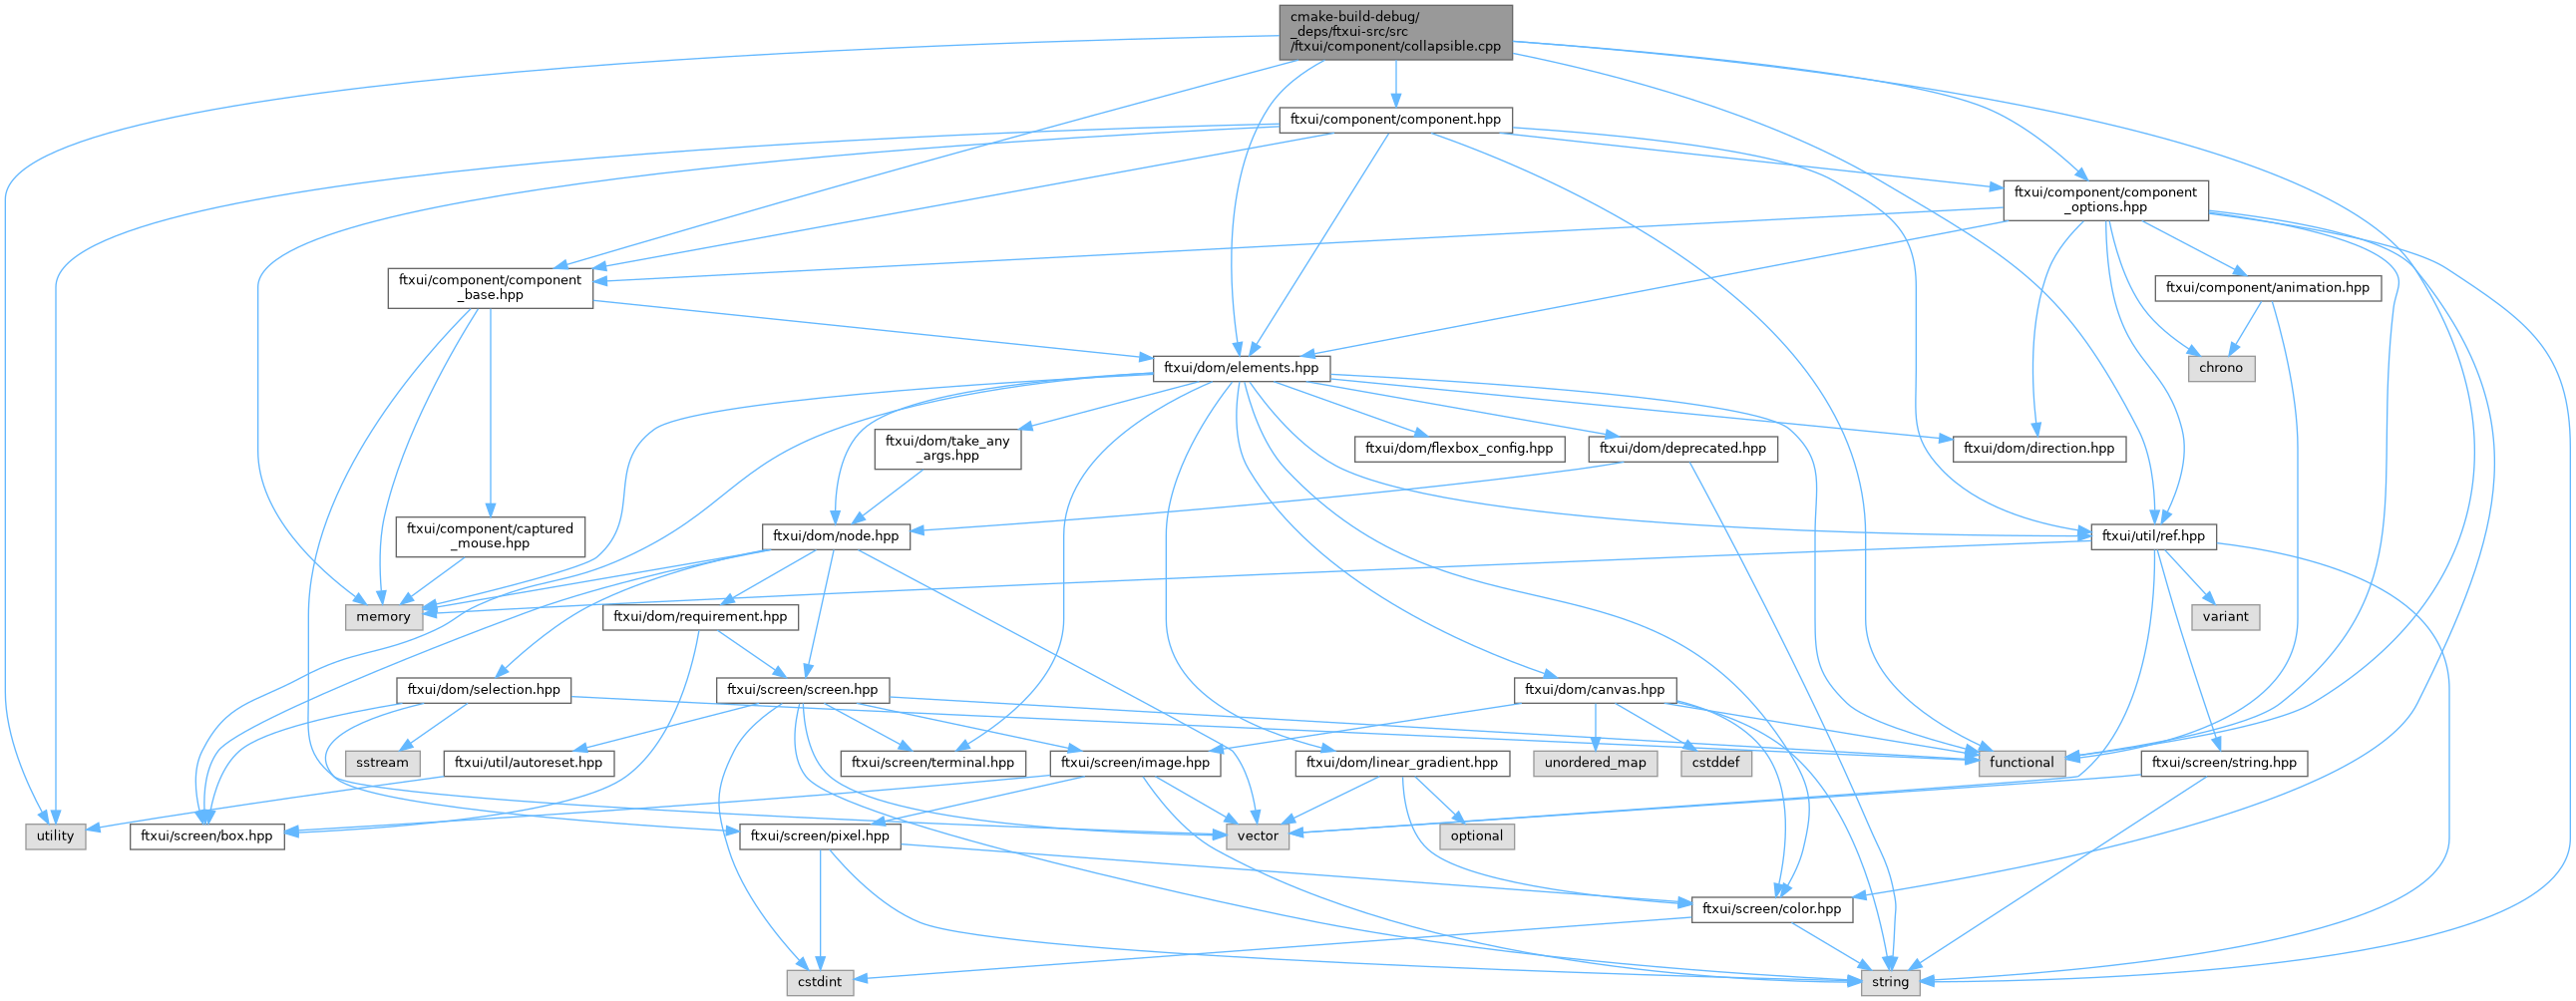 cmake-build-debug/
_deps/ftxui-src/src
/ftxui/component/collapsible.cpp
ftxui/component/component.hpp
ftxui/component/component
_options.hpp
ftxui/component/component
_base.hpp
ftxui/component/animation.hpp
ftxui/dom/elements.hpp
chrono
ftxui/dom/take_any
_args.hpp
ftxui/dom/flexbox_config.hpp
ftxui/dom/deprecated.hpp
ftxui/dom/direction.hpp
ftxui/component/captured
_mouse.hpp
ftxui/dom/node.hpp
ftxui/util/ref.hpp
memory
ftxui/dom/requirement.hpp
variant
ftxui/dom/selection.hpp
ftxui/screen/screen.hpp
ftxui/dom/canvas.hpp
sstream
ftxui/util/autoreset.hpp
ftxui/screen/terminal.hpp
ftxui/screen/image.hpp
ftxui/dom/linear_gradient.hpp
unordered_map
cstddef
functional
ftxui/screen/string.hpp
utility
ftxui/screen/box.hpp
ftxui/screen/pixel.hpp
vector
optional
ftxui/screen/color.hpp
cstdint
string